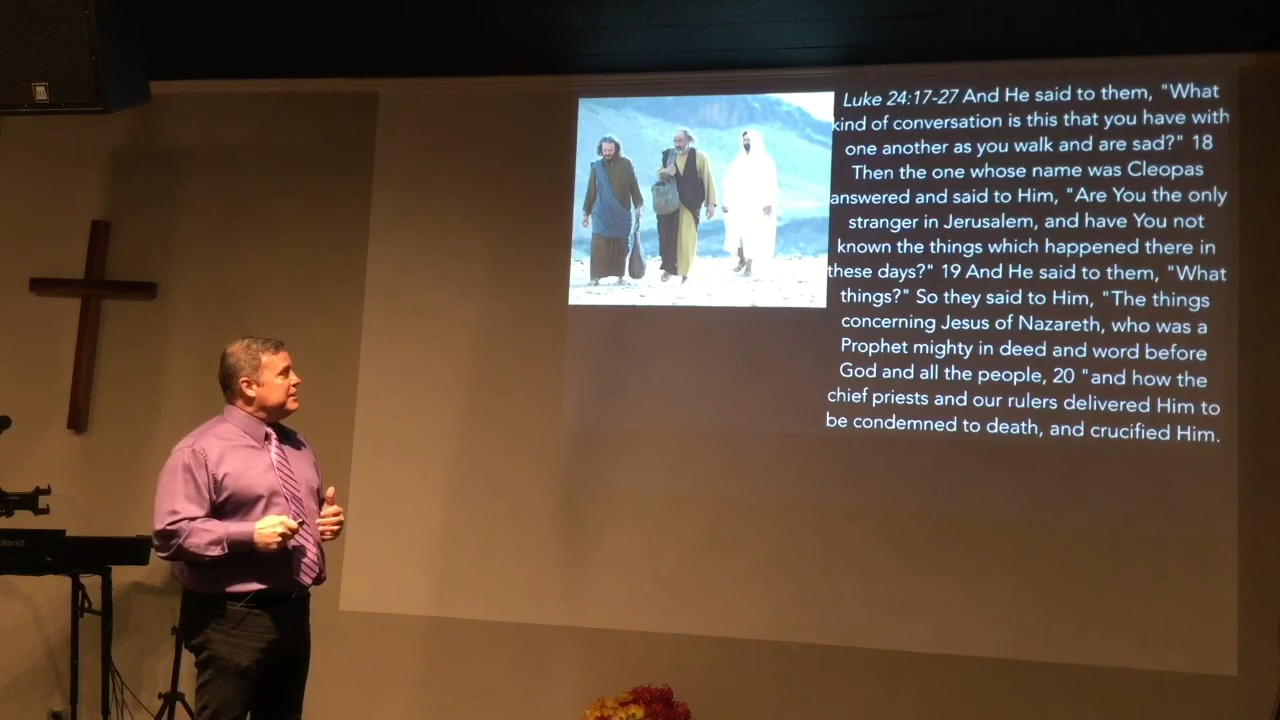 Luke 24:17-27 And He said to them, "What
kind of conversation is this that you have with
one another as you walk and are sad?" 18
Then the one whose name was Cleopas
answered and said to Him, "Are You the only
stranger in Jerusalem, and have You not
known the things which happened there in
these days?" 19 And He said to them, "What
things?" So they said to Him, "The things
concerning Jesus of Nazareth, who was a
Prophet mighty in deed and word before
God and all the people, 20 "and how the
chief priests and our rulers delivered Him to
be condemned to death, and crucified Him.